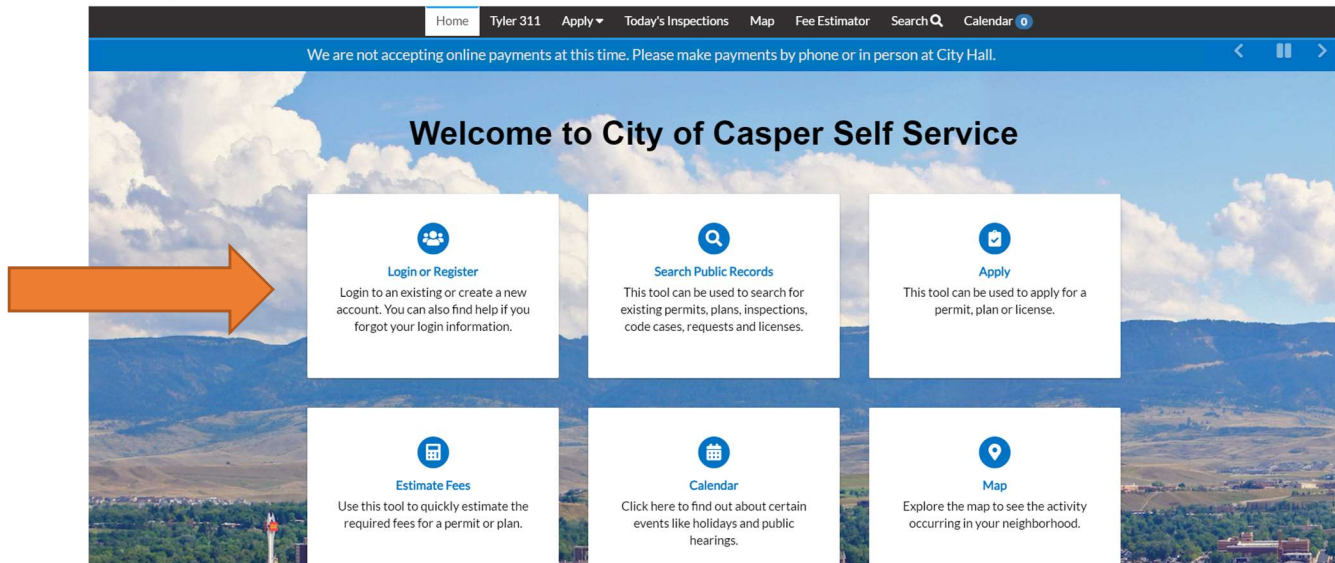 Home Tyler 311 Apply Today's Inspections Map Fee Estimator Search Calendar 0
We are not accepting online payments at this time. Please make payments by phone or in person at City Hall.
Welcome to City of Casper Self Service
Login or Register
Login to an existing or create a new
account. You can also find help if you
forgot your login information.
Search Public Records
This tool can be used to search for
existing permits, plans, inspections,
code cases, requests and licenses.
Apply
This tool can be used to apply for a
permit, plan or license.
Estimate Fees
Use this tool to quickly estimate the
required fees for a permit or plan.
Calendar
Click here to find out about certain
events like holidays and public
hearings.
Map
Explore the map to see the activity
occurring in your neighborhood.